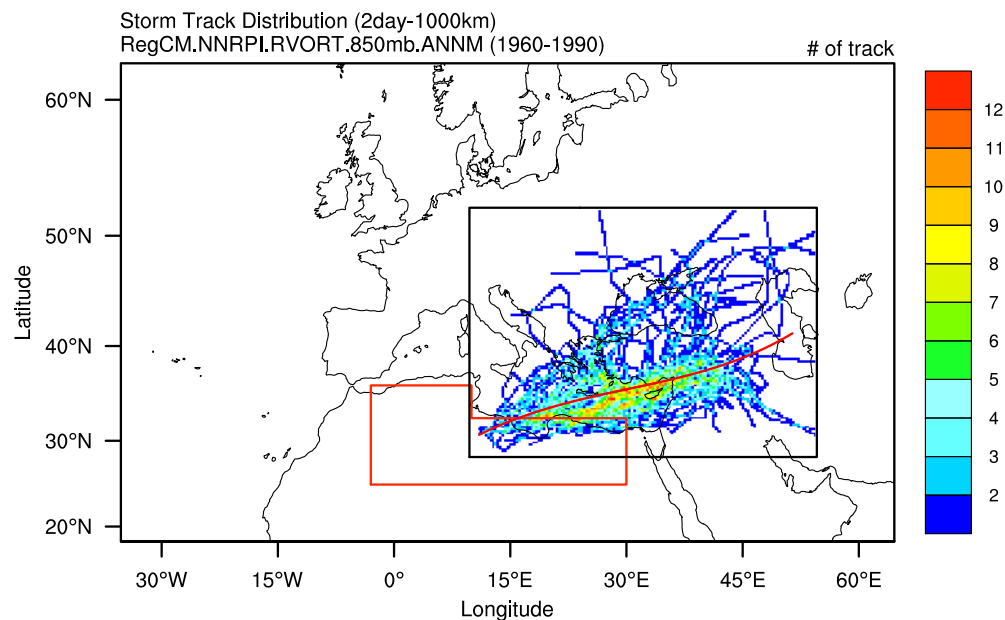 Storm Track Distribution (2day-1000km)
RegCM.NNRPI.RVORT.850mb.ANNM (1960-1990)
# of track
60°N
50°N
40°N
30°N
20°N
Latitude
30°W 15°W 0° 15°E 30°E 45°E 60°E
Longitude
12
11
10
9
8
7
6
5
4
3
2